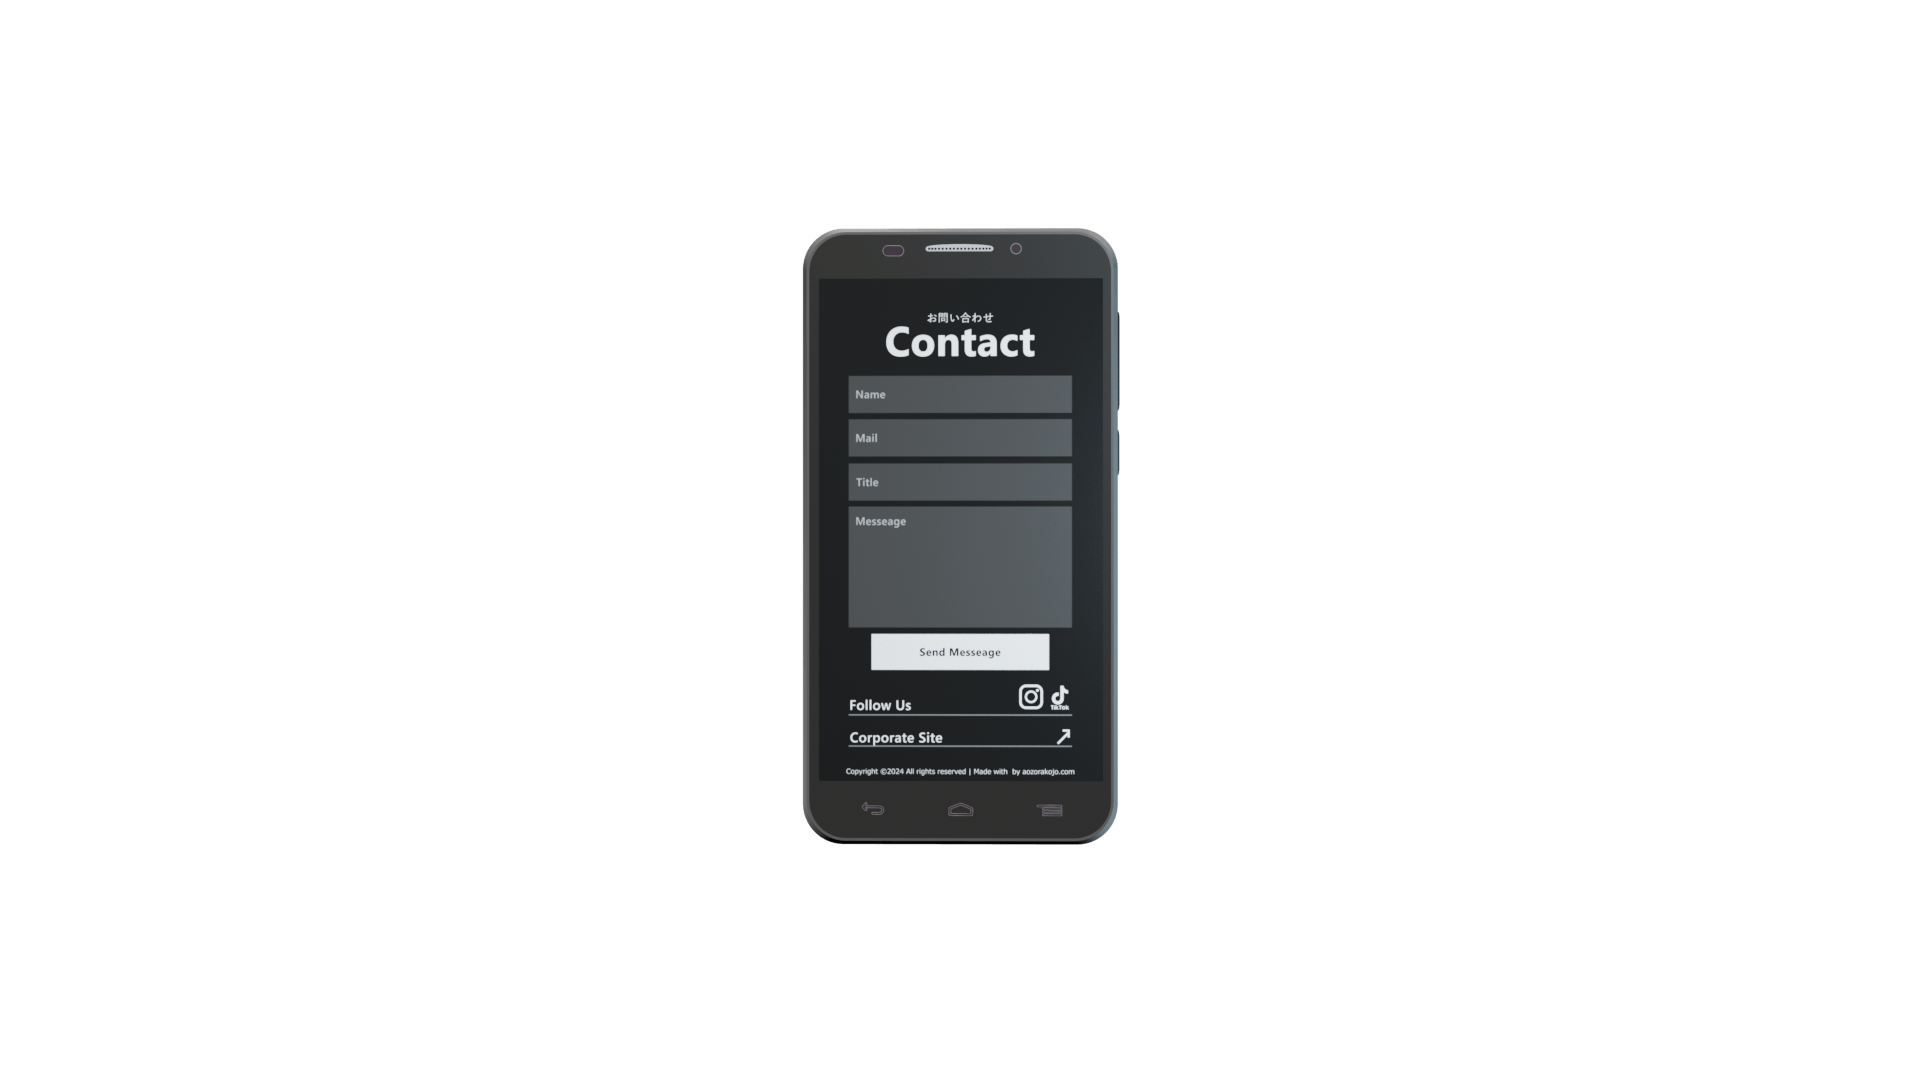 お問い合わせ
Contact
Name
Mail
Title
Messeage
Send Messeage
Follow Us
TikTok
Corporate Site
Copyright ©2024 All rights reserved | Made with by aozorakojo.com